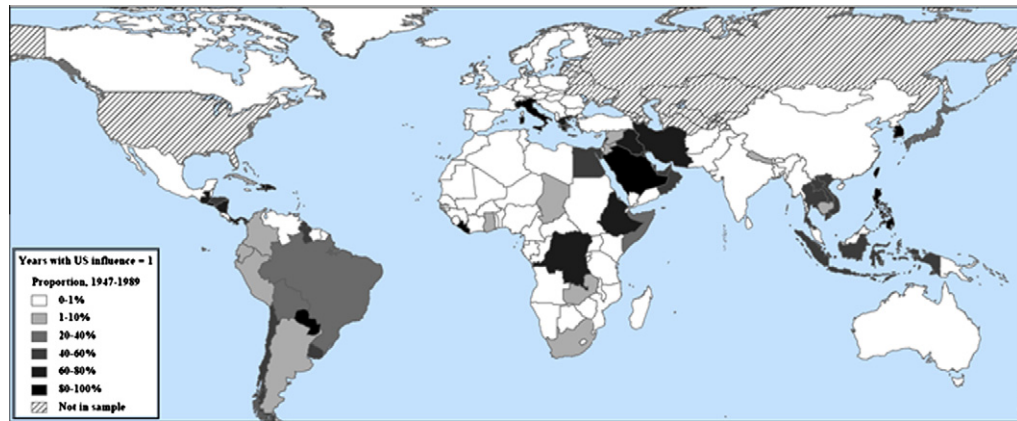 Years with US influence = 1
Proportion, 1947-1989
0-1%
1-10%
20-40%
40-60%
60-80%
80-100%
Not in sample